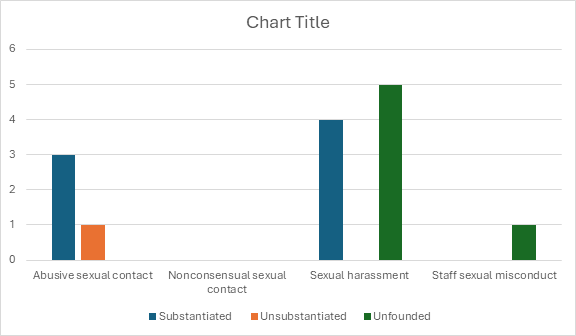 Chart Title
6
5
4
3
2
1
0
Abusive sexual contact
Nonconsensual sexual
contact
Sexual harassment
Staff sexual misconduct
Substantiated
Unsubstantiated
Unfounded